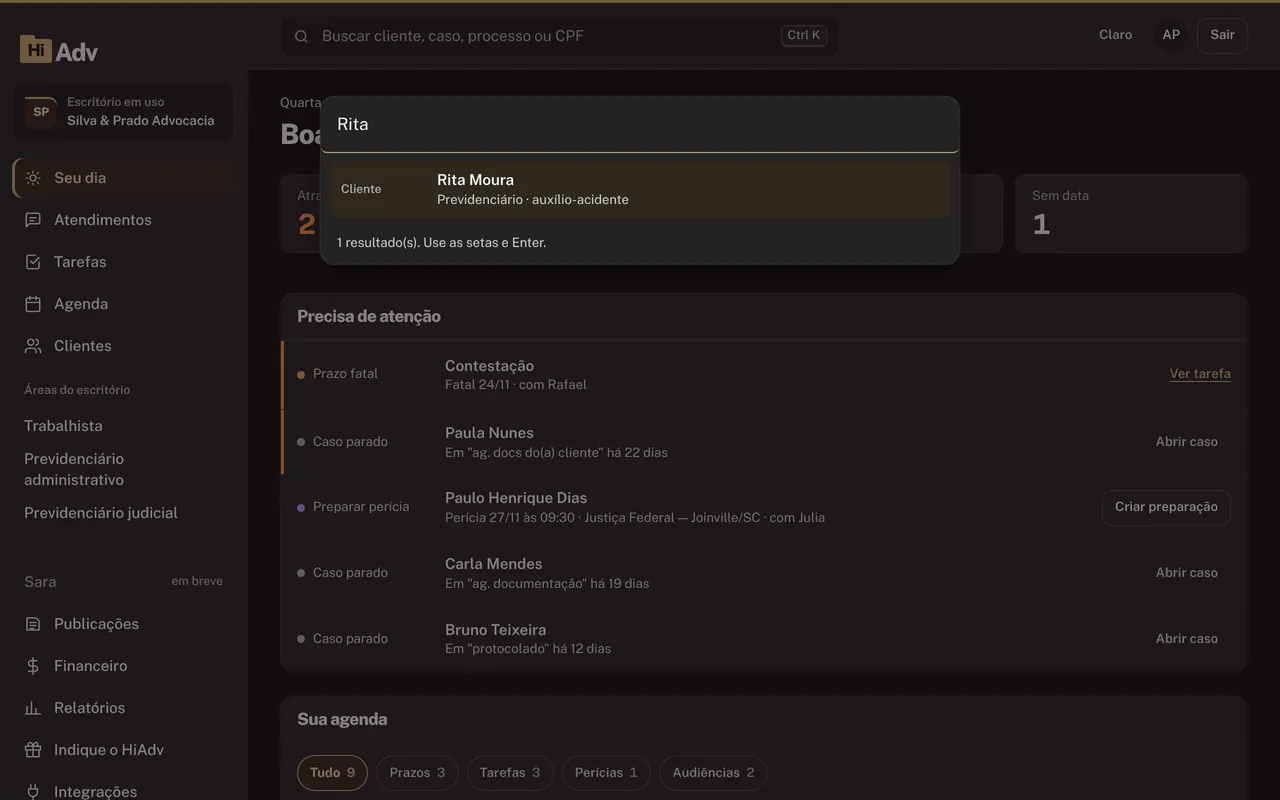 Hi Adv
Buscar cliente, caso, processo ou CPF
Ctrl K
Claro
AP
Sair
SP
Escritório em uso
Silva & Prado Advocacia
Seu dia
Atendimentos
Tarefas
Agenda
Clientes
Áreas do escritório
Trabalhista
Previdenciário
administrativo
Previdenciário judicial
Sara
em breve
Publicações
Financeiro
Relatórios
Indique o HiAdv
Integrações
Rita
Cliente
Rita Moura
Previdenciário · auxílio-acidente
1 resultado(s). Use as setas e Enter.
2
Sem data
1
Precisa de atenção
Prazo fatal
Contestação
Fatal 24/11 · com Rafael
Ver tarefa
Caso parado
Paula Nunes
Em "ag. docs do(a) cliente" há 22 dias
Abrir caso
Preparar perícia
Paulo Henrique Dias
Perícia 27/11 às 09:30 · Justiça Federal — Joinville/SC · com Julia
Criar preparação
Caso parado
Carla Mendes
Em "ag. documentação" há 19 dias
Abrir caso
Caso parado
Bruno Teixeira
Em "protocolado" há 12 dias
Abrir caso
Sua agenda
Tudo 9
Prazos 3
Tarefas 3
Perícias 1
Audiências 2